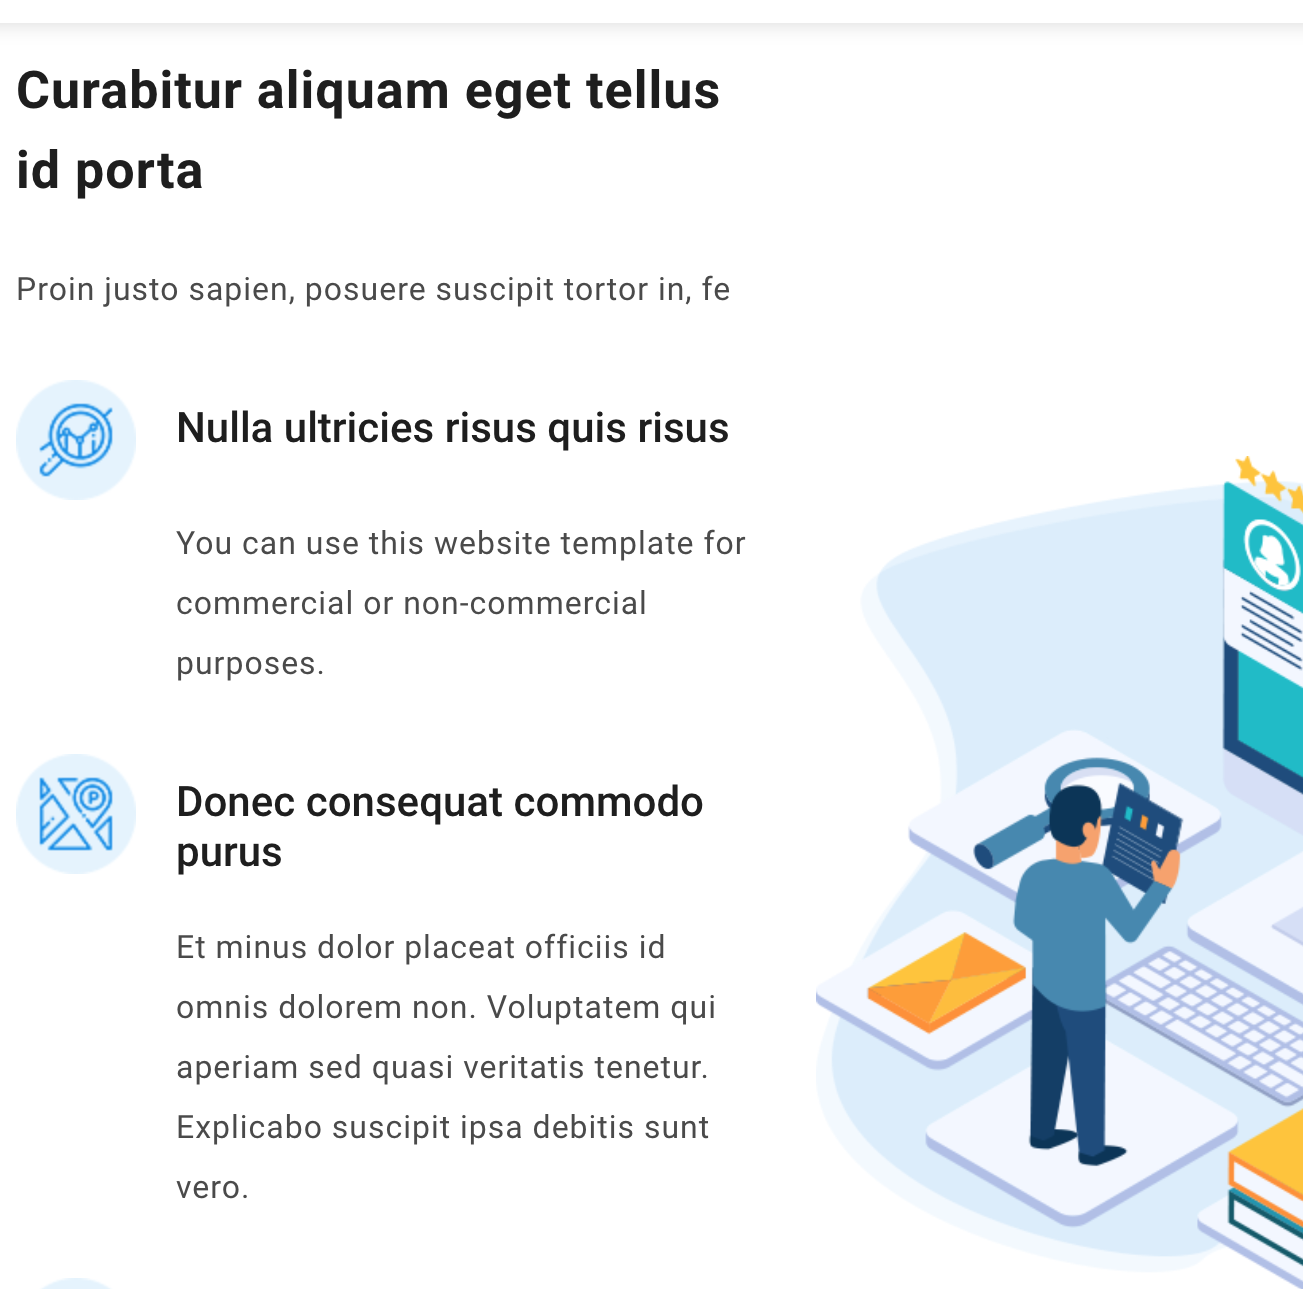 Curabitur aliquam eget tellus
id porta
Proin justo sapien, posuere suscipit tortor in, fe
Nulla ultricies risus quis risus
You can use this website template for
commercial or non-commercial
purposes.
P
Donec consequat commodo
purus
Et minus dolor placeat officiis id
omnis dolorem non. Voluptatem qui
aperiam sed quasi veritatis tenetur.
Explicabo suscipit ipsa debitis sunt
vero.